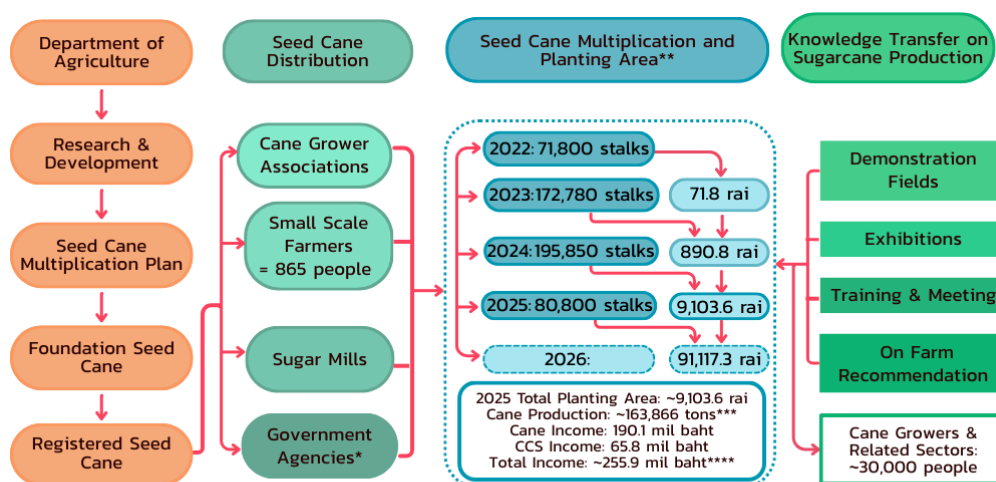 Department of
Agriculture
Research &
Development
Seed Cane
Multiplication Plan
Foundation Seed
Cane
Registered Seed
Cane
Seed Cane
Distribution
Cane Grower
Associations
Small Scale
Farmers
= 865 people
Sugar Mills
Government
Agencies*
Seed Cane Multiplication and
Planting Area**
2022: 71,800 stalks
71.8 rai
2023:172,780 stalks
890.8 rai
2024: 195,850 stalks
9,103.6 rai
2025: 80,800 stalks
91,117.3 rai
2026:
2025 Total Planting Area: ~9,103.6 rai
Cane Production: ~163,866 tons***
Cane Income: 190.1 mil baht
CCS Income: 65.8 mil baht
Total Income: ~255.9 mil baht****
Knowledge Transfer on
Sugarcane Production
Demonstration
Fields
Exhibitions
Training & Meeting
On Farm
Recommendation
Cane Growers &
Related Sectors:
~30,000 people